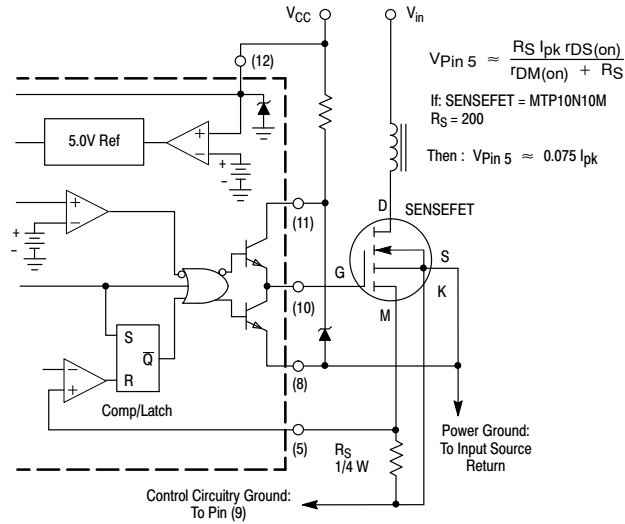 VCC
Vin
(12)
VPin 5 ≈ RS Ipk rDS(on)
rDM(on) + RS
If: SENSEFET = MTP10N10M
RS = 200
Then : VPin 5 ≈ 0.075 Ipk
5.0V Ref
+
−
+
−
+
−
+
−
(11)
D
SENSEFET
S
G
K
(10)
M
S
Q
R
−
+
Comp/Latch
(8)
(5)
RS
1/4 W
Power Ground:
To Input Source
Return
Control Circuitry Ground:
To Pin (9)